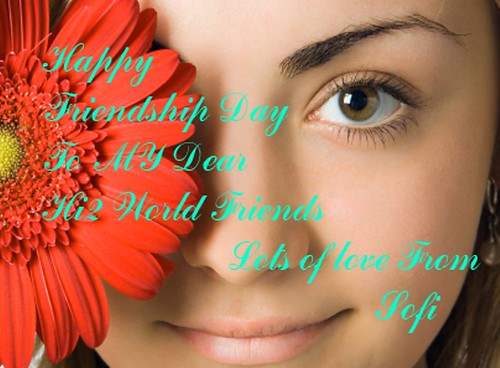 Happy
Friendship Day
To MY Dear
Hi2 World Friends
Lots of love From
Sofi